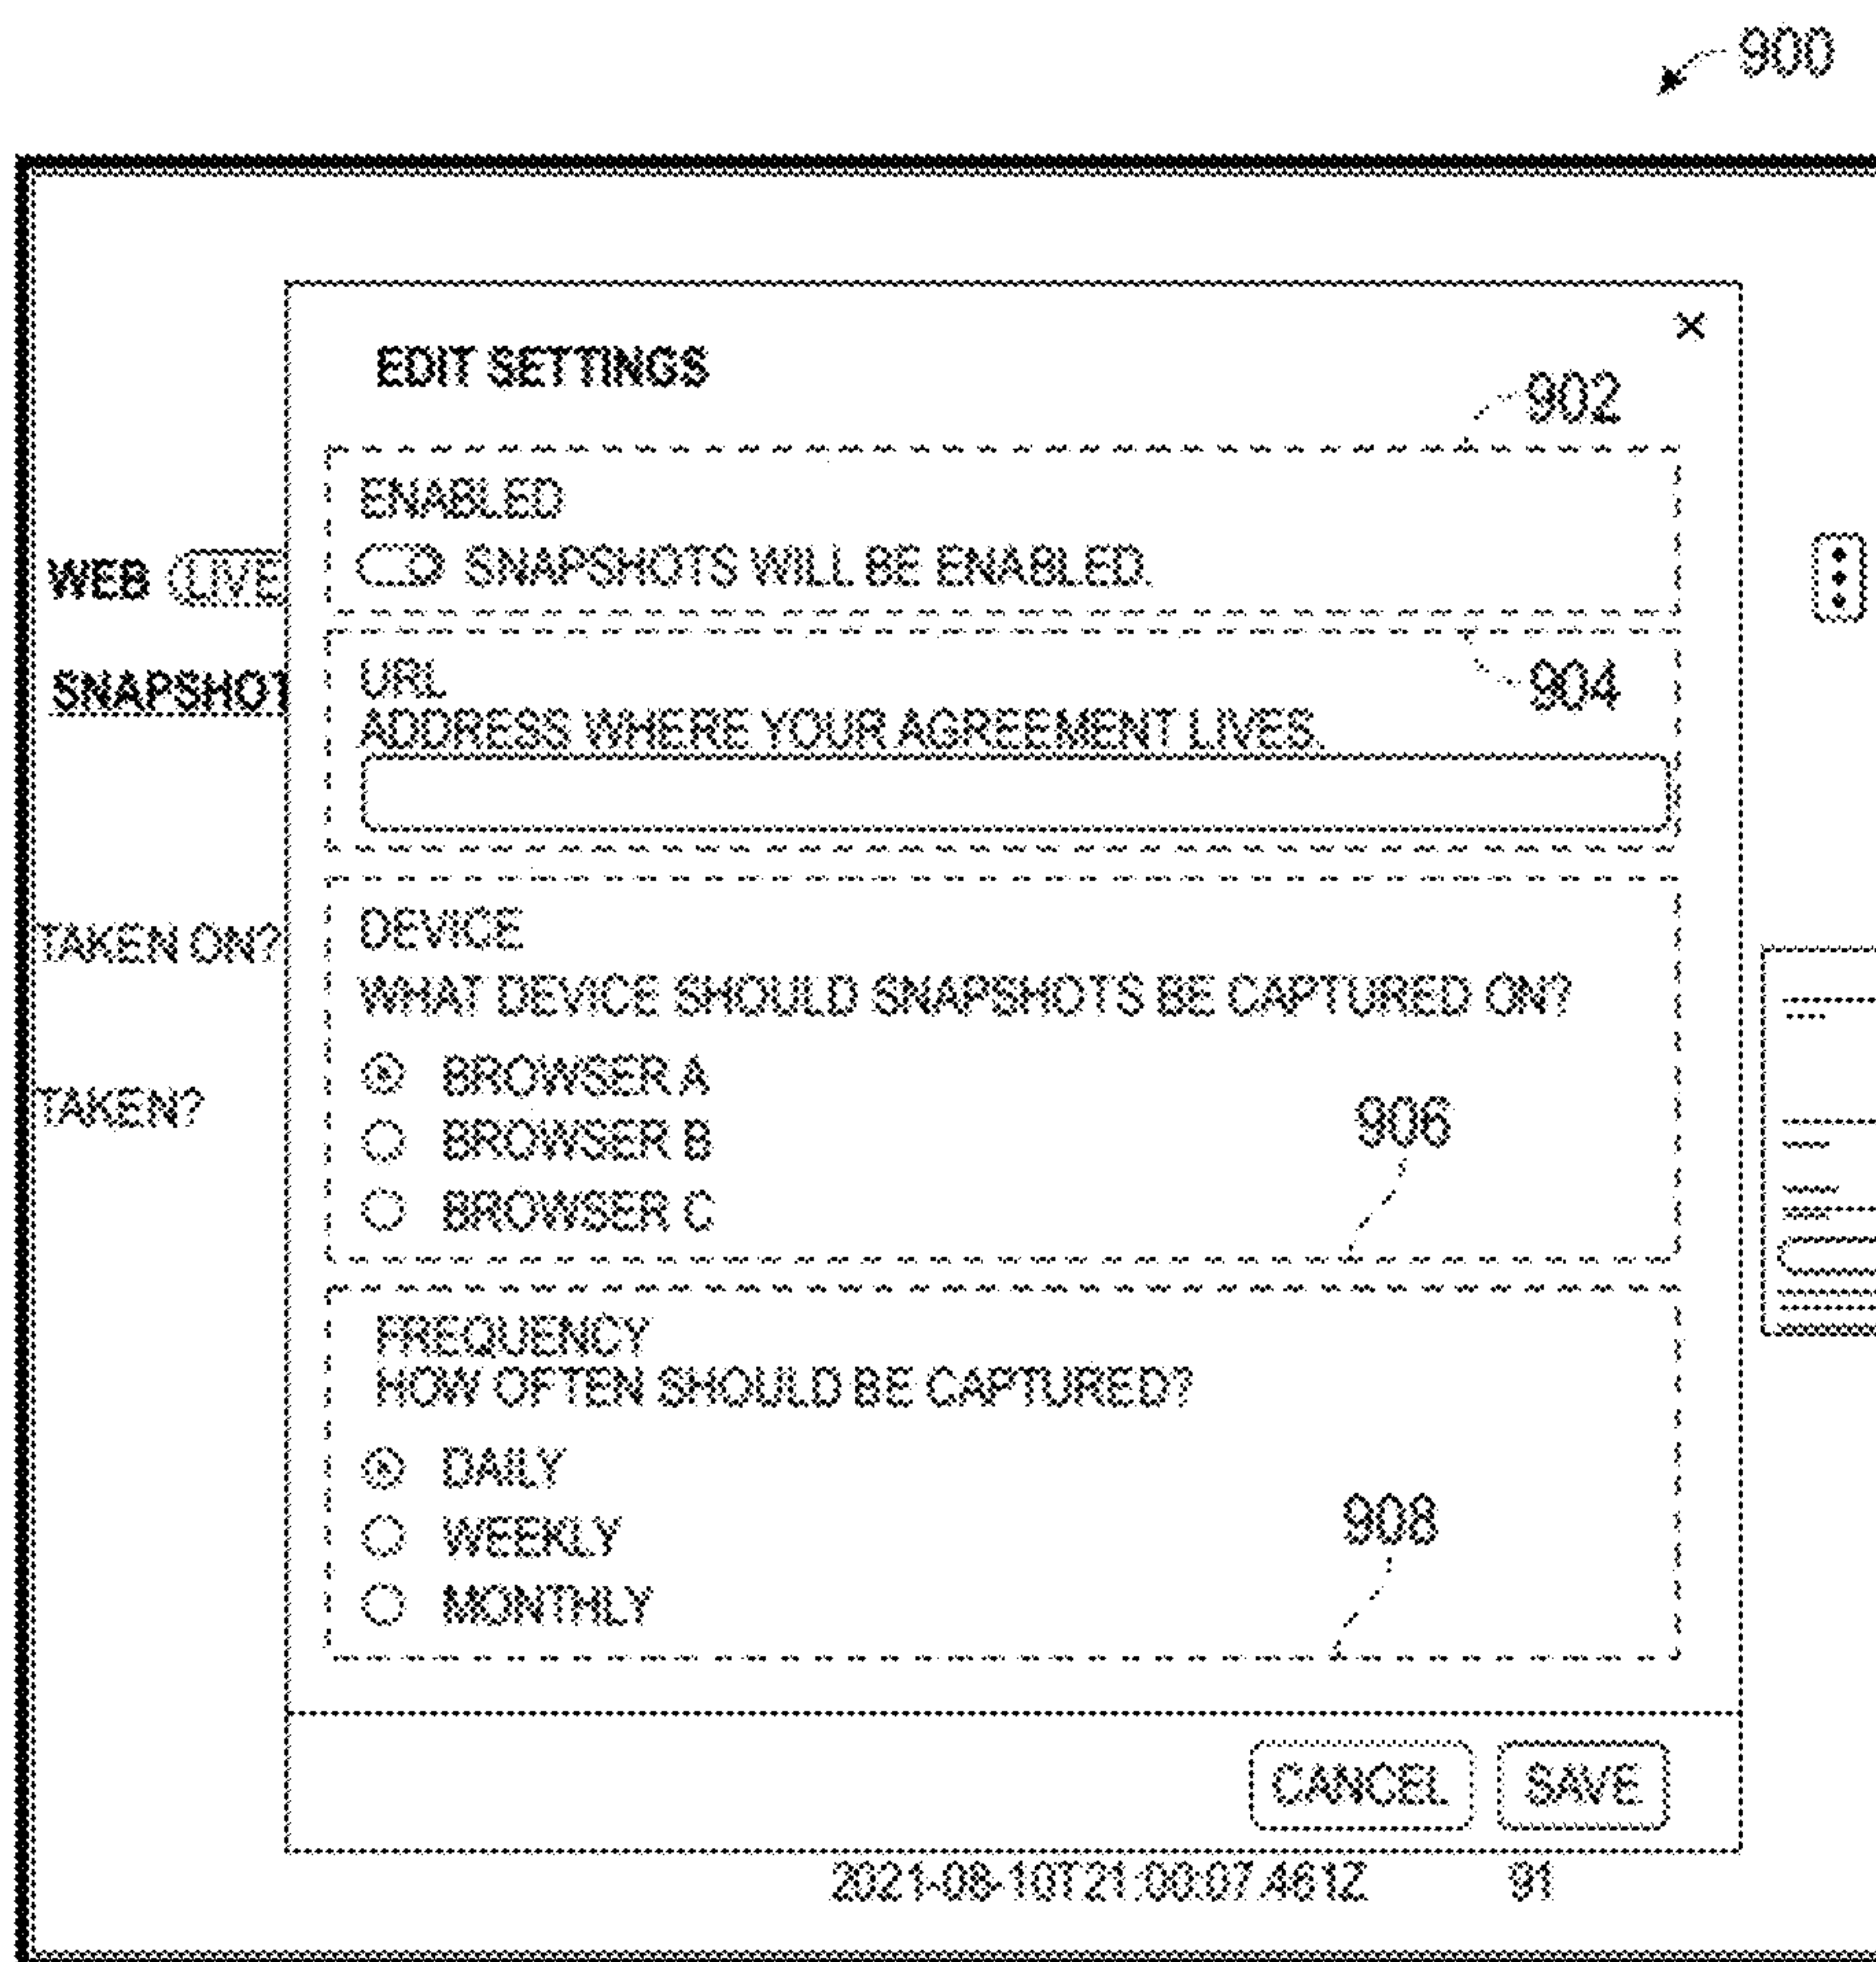 900
EDIT SETTINGS
×
902
ENABLED
SNAPSHOTS WILL BE ENABLED.
WEB LIVE
904
URL
SNAPSHOT
ADDRESS WHERE YOUR AGREEMENT LIVES.
DEVICE
TAKEN ON?
WHAT DEVICE SHOULD SNAPSHOTS BE CAPTURED ON?
BROWSER A
TAKEN?
906
BROWSER B
BROWSER C
FREQUENCY
HOW OFTEN SHOULD BE CAPTURED?
DAILY
908
WEEKLY
MONTHLY
CANCEL SAVE
2021-08-10T21:00:07.461Z 91